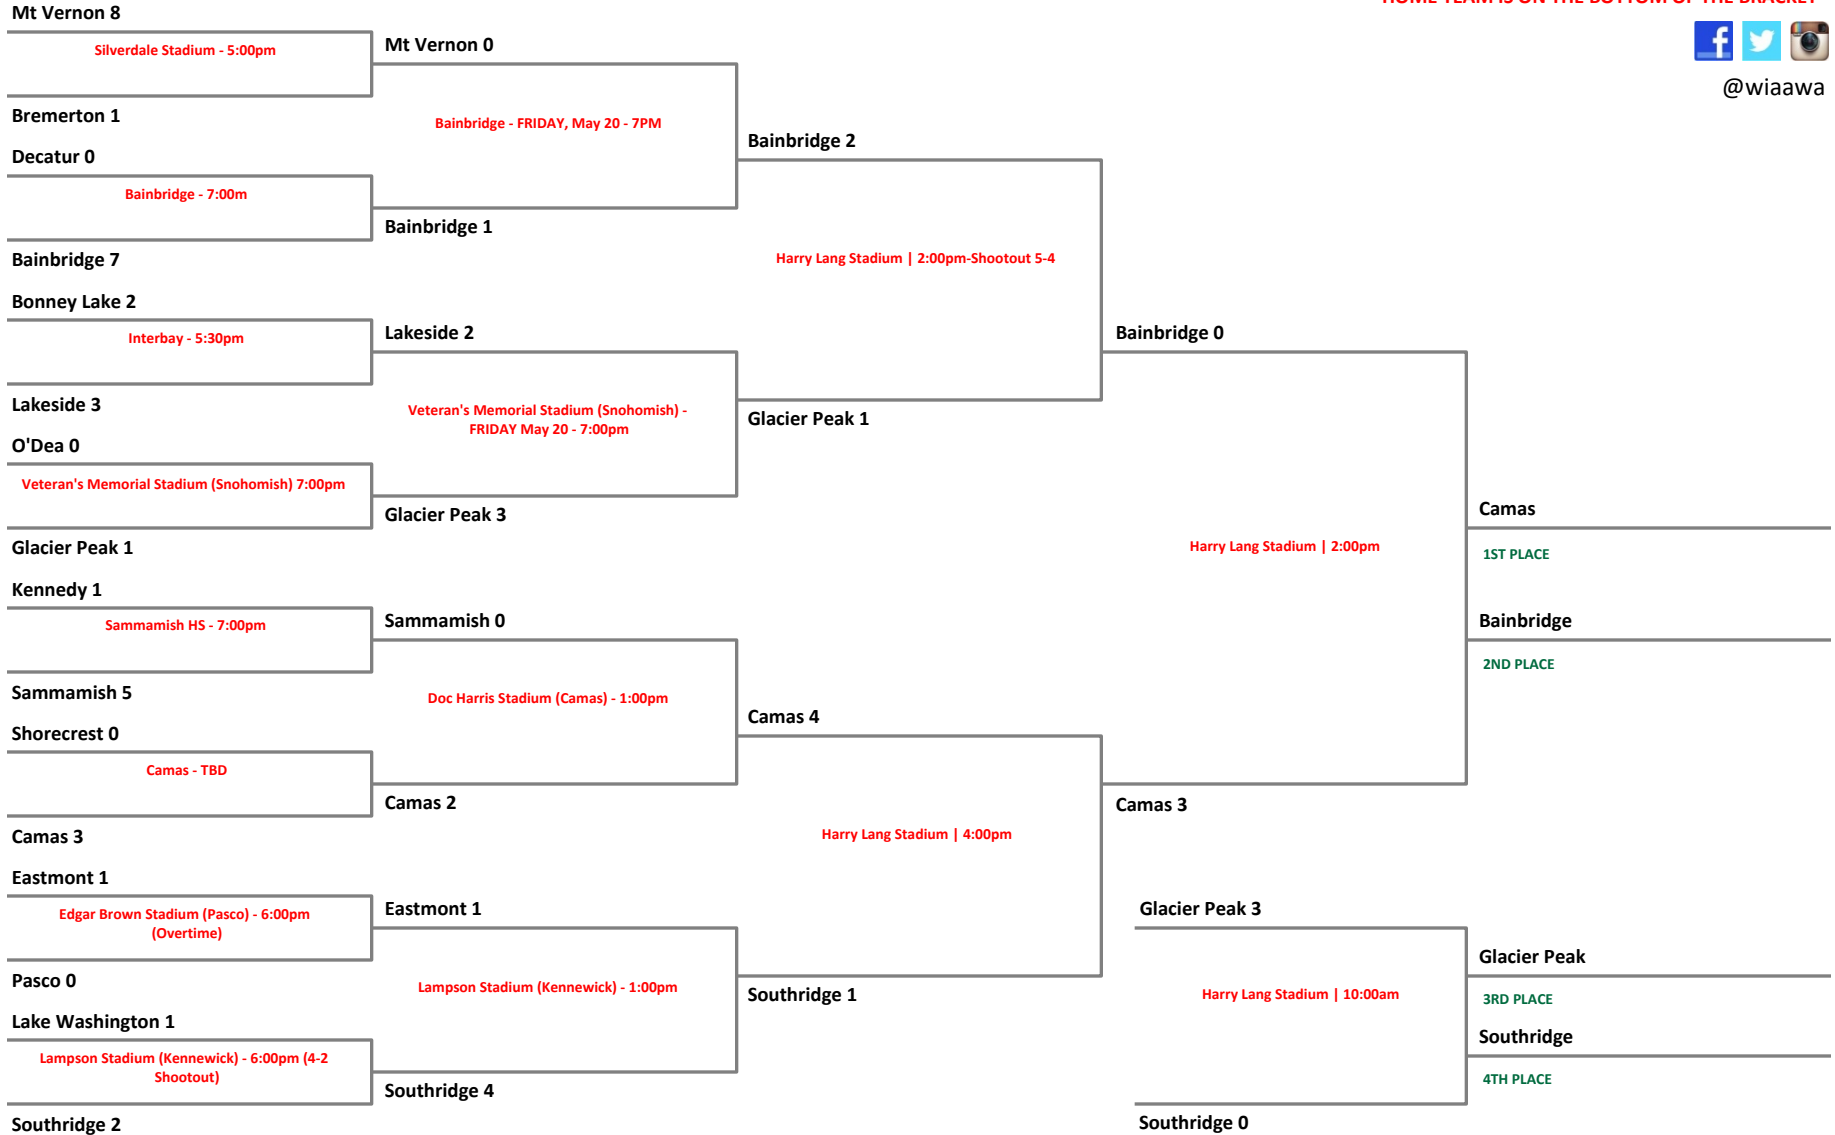 HOME TEAM IS ON THE BOTTOM OF THE BRACKET
@wiaawa
Mt Vernon 8
Silverdale Stadium - 5:00pm
Bremerton 1
Decatur 0
Bainbridge - 7:00m
Bainbridge 7
Bonney Lake 2
Interbay - 5:30pm
Lakeside 3
O'Dea 0
Veteran's Memorial Stadium (Snohomish) 7:00pm
Glacier Peak 1
Kennedy 1
Sammamish HS - 7:00pm
Sammamish 5
Shorecrest 0
Camas - TBD
Camas 3
Eastmont 1
Edgar Brown Stadium (Pasco) - 6:00pm
(Overtime)
Pasco 0
Lake Washington 1
Lampson Stadium (Kennewick) - 6:00pm (4-2
Shootout)
Southridge 2
Mt Vernon 0
Bainbridge - FRIDAY, May 20 - 7PM
Bainbridge 1
Lakeside 2
Veteran's Memorial Stadium (Snohomish) -
FRIDAY May 20 - 7:00pm
Glacier Peak 3
Sammamish 0
Doc Harris Stadium (Camas) - 1:00pm
Camas 2
Eastmont 1
Lampson Stadium (Kennewick) - 1:00pm
Southridge 4
Bainbridge 2
Harry Lang Stadium | 2:00pm-Shootout 5-4
Glacier Peak 1
Camas 4
Harry Lang Stadium | 4:00pm
Southridge 1
Bainbridge 0
Harry Lang Stadium | 2:00pm
Camas 3
Glacier Peak 3
Harry Lang Stadium | 10:00am
Southridge 0
Camas
1ST PLACE
Bainbridge
2ND PLACE
Glacier Peak
3RD PLACE
Southridge
4TH PLACE